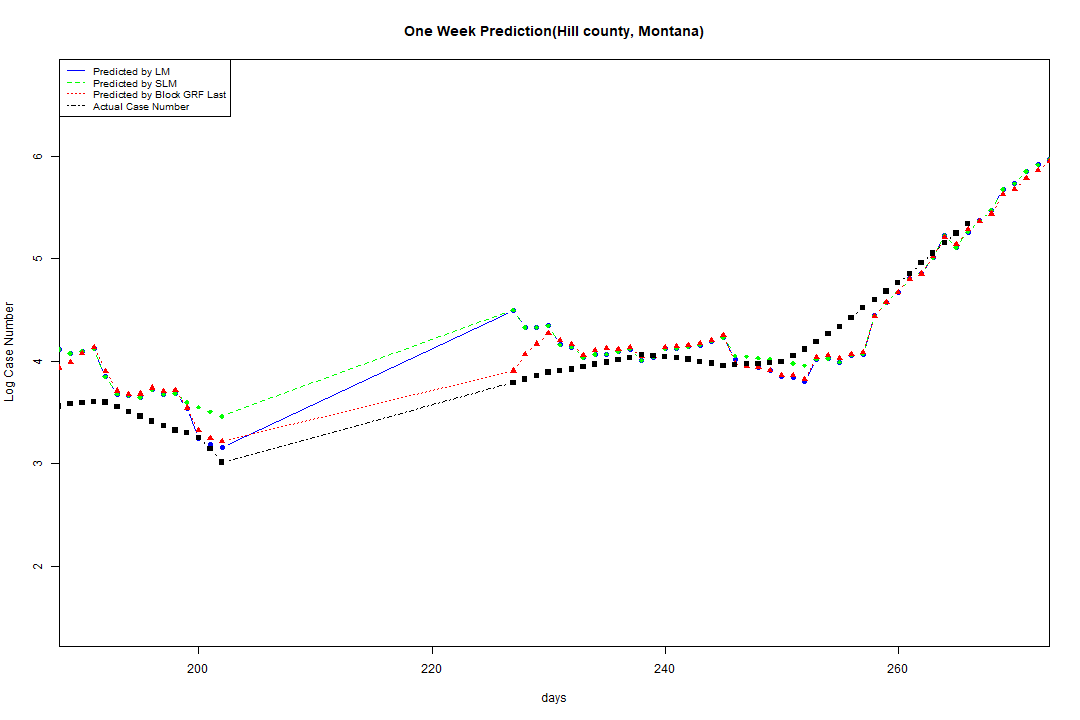 One Week Prediction(Hill county, Montana)
Predicted by LM
Predicted by SLM
Predicted by Block GRF Last
Actual Case Number
6
5
4
3
2
Log Case Number
200 220 240 260
days